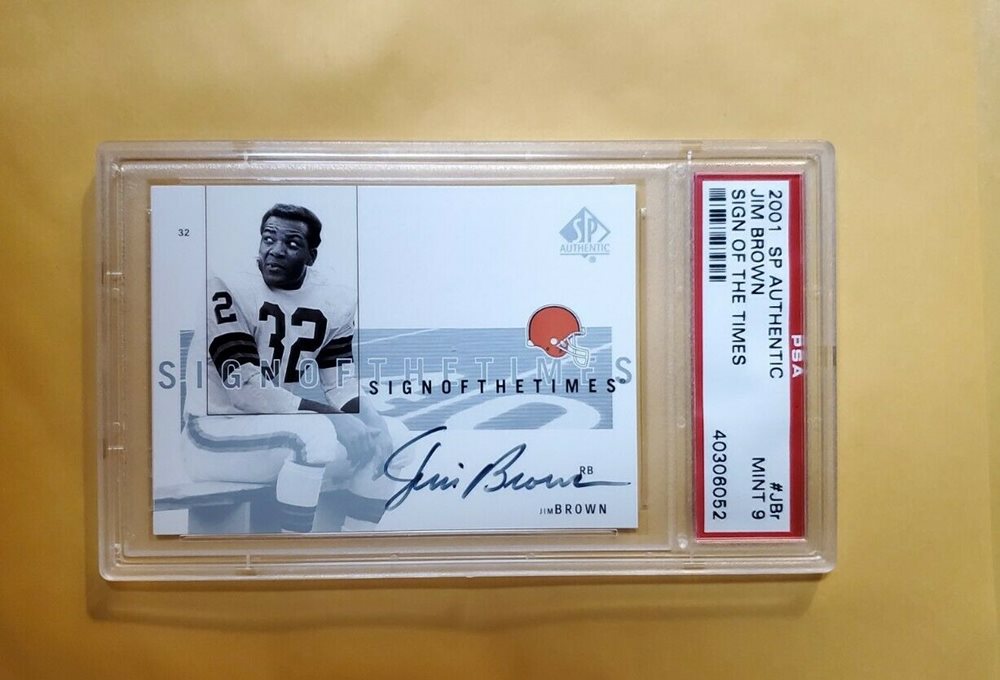 32
SP
AUTHENTIC
2
32
SIGNOFTHETIMES
SIGNOFTHETIMES
Jim Brown
RB
JIM BROWN
2001 SP AUTHENTIC
JIM BROWN
SIGN OF THE TIMES
#JBr
MINT 9
40306052
PSA